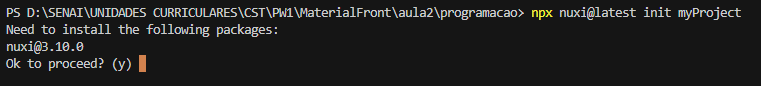 PS D:\SENAI\UNIDADES CURRICULARES\CST\PW1\MaterialFront\aula2\programacao> npx nuxi@latest init myProject
Need to install the following packages:
nuxi@3.10.0
Ok to proceed? (y)